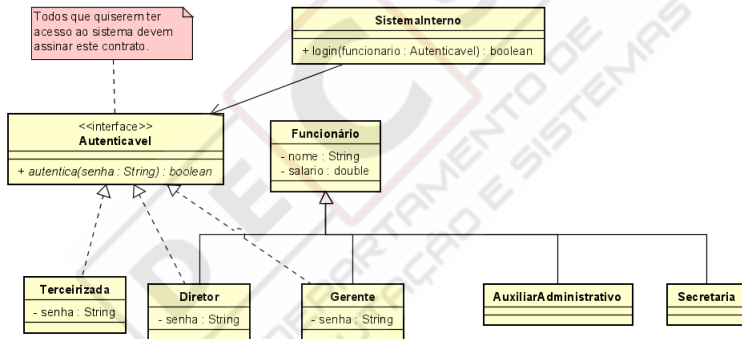 Todos que quiserem ter
acesso ao sistema devem
assinar este contrato.
SistemaInterno
+ login(funcionario : Autenticavel) : boolean
<<interface>>
Autenticavel
+ autentica(senha : String) : boolean
Funcionário
- nome : String
- salario : double
Terceirizada
- senha : String
Diretor
- senha : String
Gerente
- senha : String
AuxiliarAdministrativo
Secretaria